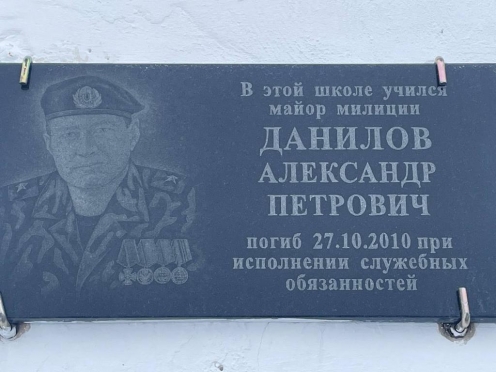 В этой школе учился
майор милиции
ДАНИЛОВ
АЛЕКСАНДР
ПЕТРОВИЧ
погиб 27.10.2010 при
исполнении служебных
обязанностей